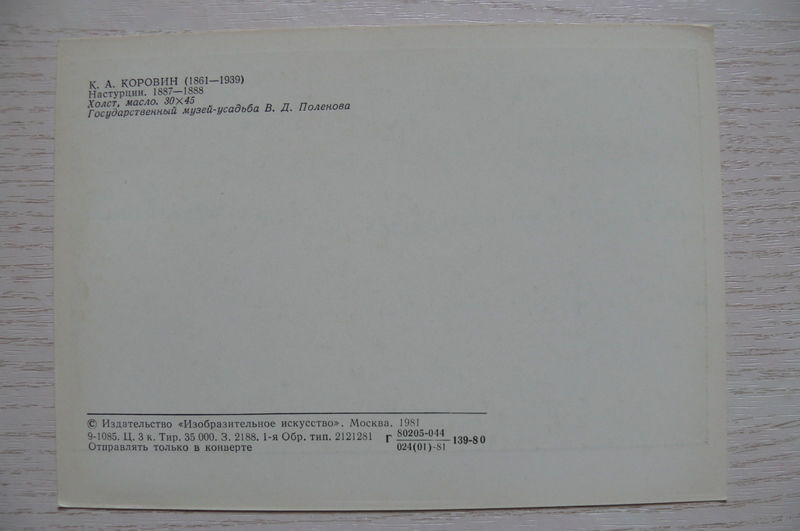 К. А. КОРОВИН (1861—1939)
Настурции. 1887—1888
Холст, масло. 30×45
Государственный музей-усадьба В. Д. Поленова
© Издательство «Изобразительное искусство». Москва. 1981
9-1085. Ц. 3 к. Тир. 35 000. З. 2188. 1-я Обр. тип. 2121281 Г 80205-044 139-80
024(01)-81
Отправлять только в конверте